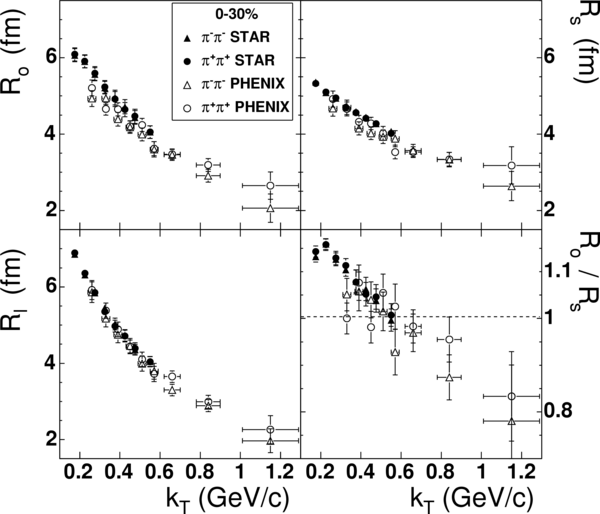 0-30%
π⁻π⁻ STAR
π⁺π⁺ STAR
π⁻π⁻ PHENIX
π⁺π⁺ PHENIX
R_o (fm)
6
4
2
R_s (fm)
6
4
2
R_l (fm)
6
4
2
R_o / R_s
1.1
1
0.8
0.2 0.4 0.6 0.8 1 1.2
k_T (GeV/c)
0.2 0.4 0.6 0.8 1 1.2
k_T (GeV/c)